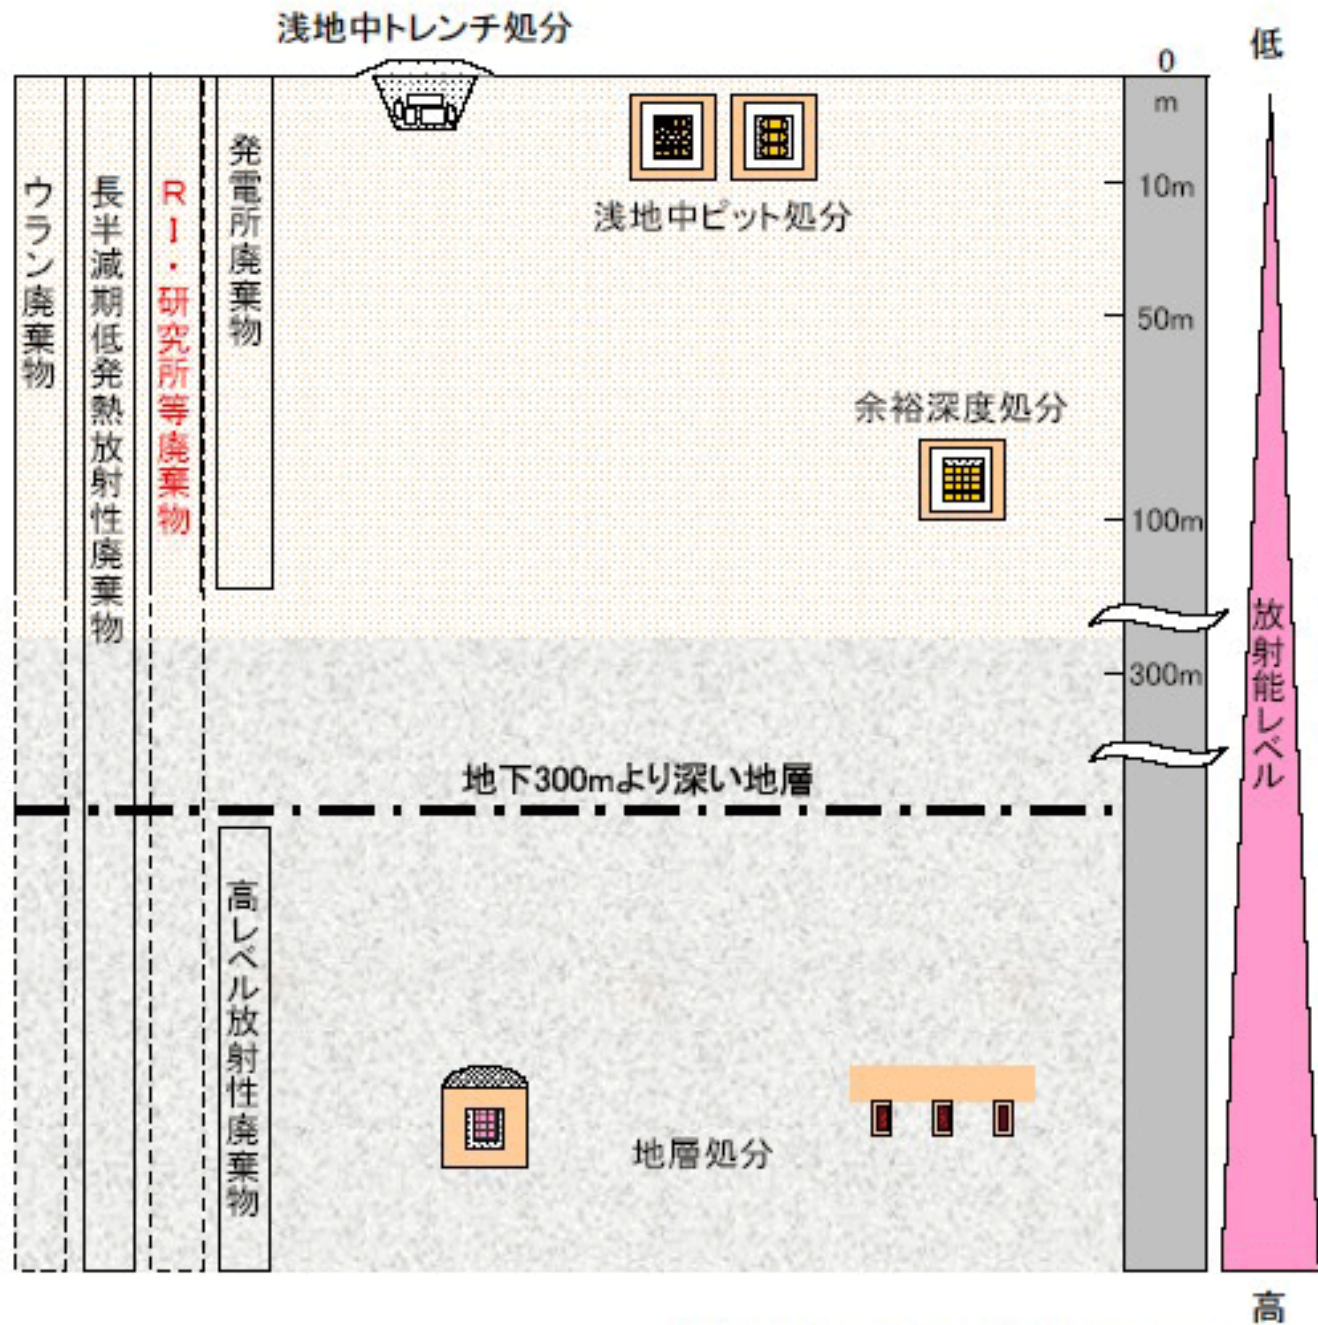 浅地中トレンチ処分
低
0
m
10m
50m
100m
300m
浅地中ピット処分
余裕深度処分
ウラン廃棄物
長半減期低発熱放射性廃棄物
RI・研究所等廃棄物
発電所廃棄物
放射能レベル
地下300mより深い地層
高レベル放射性廃棄物
地層処分
高